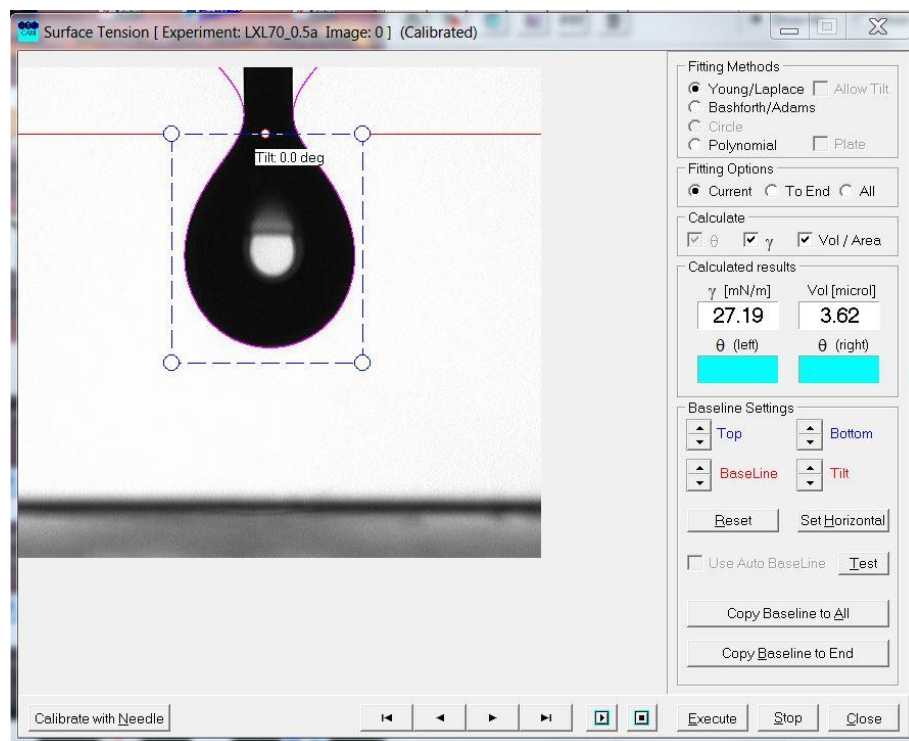 CAM
Surface Tension [ Experiment: LXL70_0.5a Image: 0 ] (Calibrated)
Tilt: 0.0 deg
Fitting Methods
Young/Laplace Allow Tilt
Bashforth/Adams
Circle
Polynomial Plate
Fitting Options
Current To End All
Calculate
θ γ Vol / Area
Calculated results
γ [mN/m] Vol [microl]
27.19 3.62
θ (left) θ (right)
Baseline Settings
Top Bottom
BaseLine Tilt
Reset Set Horizontal
Use Auto BaseLine Test
Copy Baseline to All
Copy Baseline to End
Calibrate with Needle Execute Stop Close